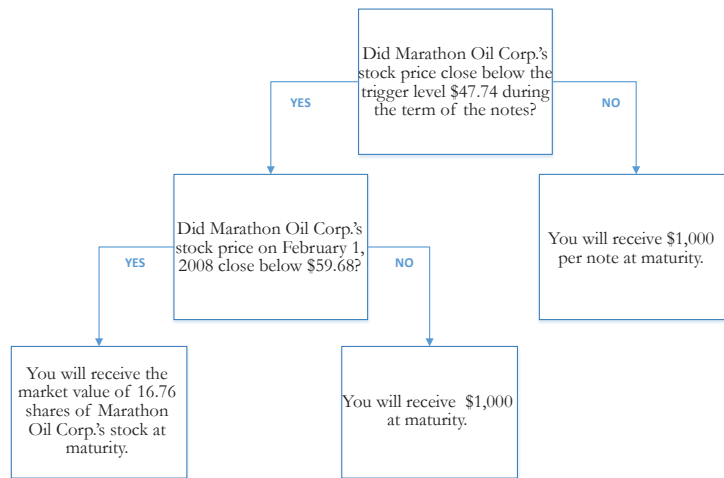 Did Marathon Oil Corp.'s
stock price close below the
trigger level $47.74 during
the term of the notes?
YES
NO
Did Marathon Oil Corp.'s
stock price on February 1,
2008 close below $59.68?
You will receive $1,000
per note at maturity.
YES
NO
You will receive the
market value of 16.76
shares of Marathon
Oil Corp.'s stock at
maturity.
You will receive $1,000
at maturity.